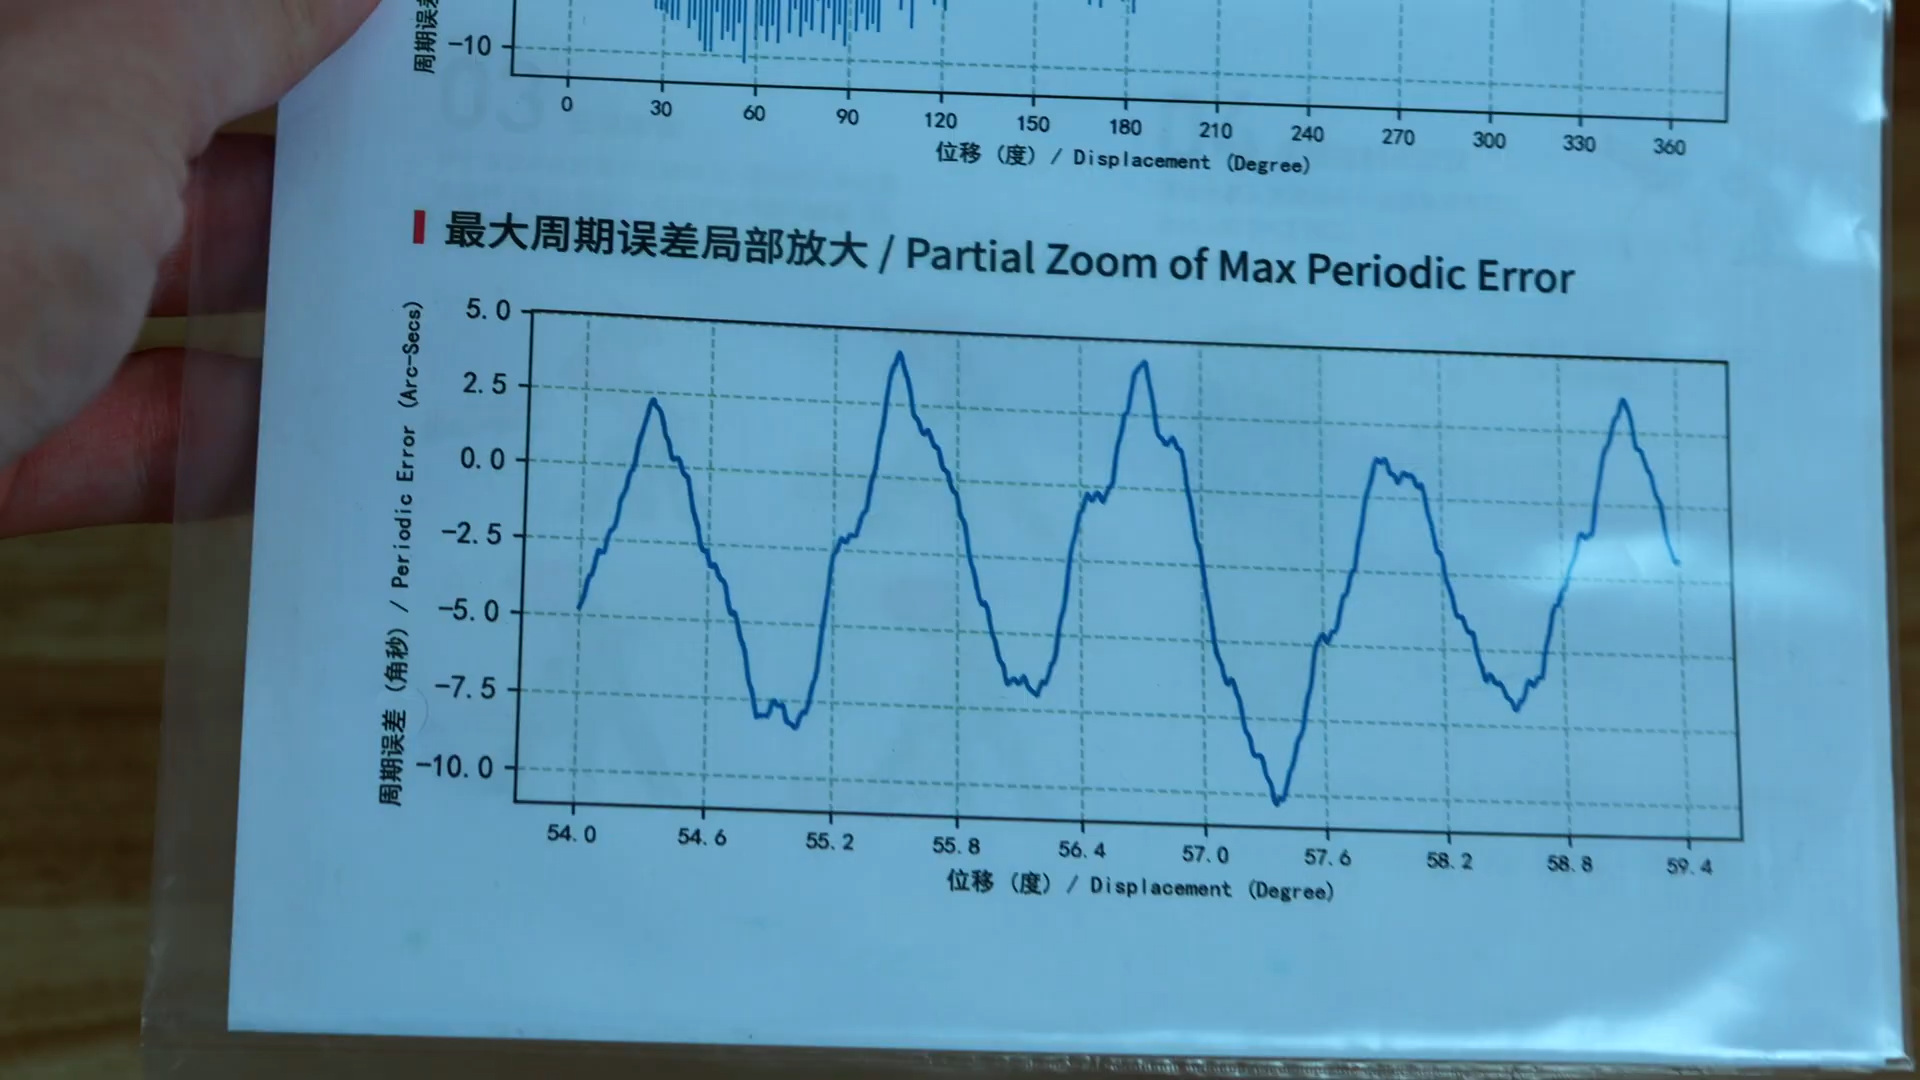 周期误
-10
0 30 60 90 120 150 180 210 240 270 300 330 360
位移 (度) / Displacement (Degree)
最大周期误差局部放大 / Partial Zoom of Max Periodic Error
周期误差 (角秒) / Periodic Error (Arc-Secs)
5.0
2.5
0.0
-2.5
-5.0
-7.5
-10.0
54.0 54.6 55.2 55.8 56.4 57.0 57.6 58.2 58.8 59.4
位移 (度) / Displacement (Degree)